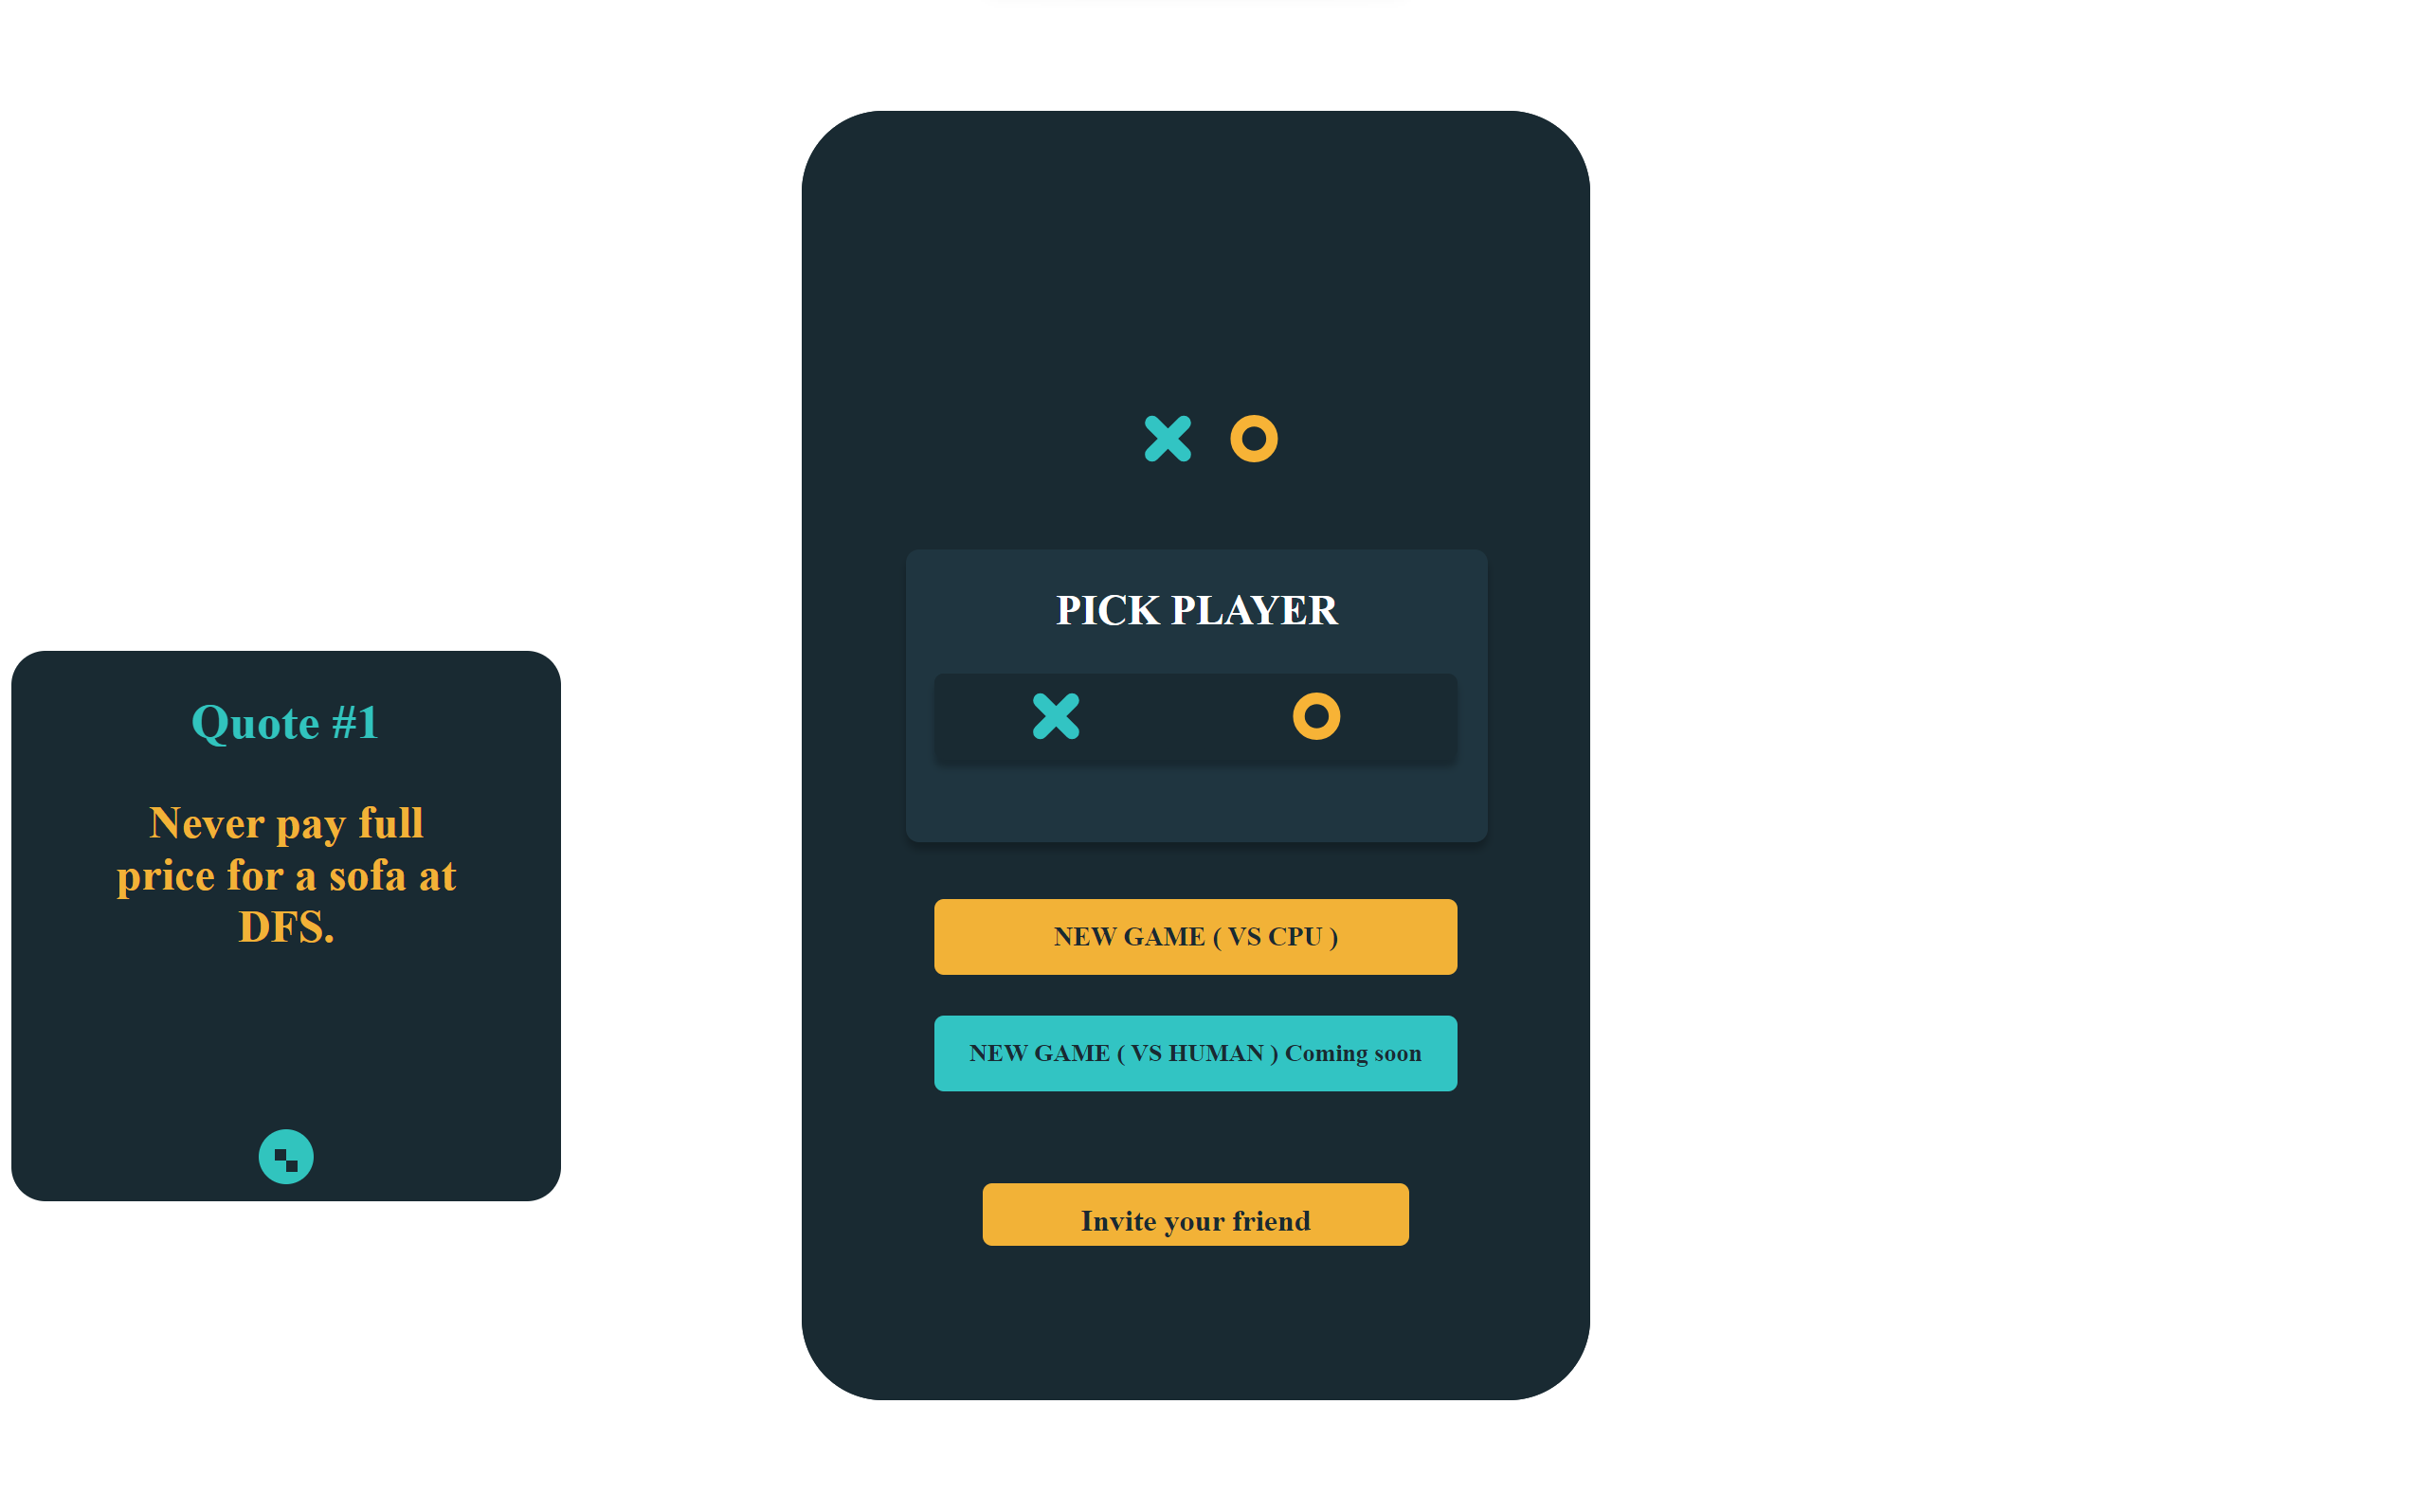 Quote #1
Never pay full
price for a sofa at
DFS.
PICK PLAYER
NEW GAME ( VS CPU )
NEW GAME ( VS HUMAN ) Coming soon
Invite your friend